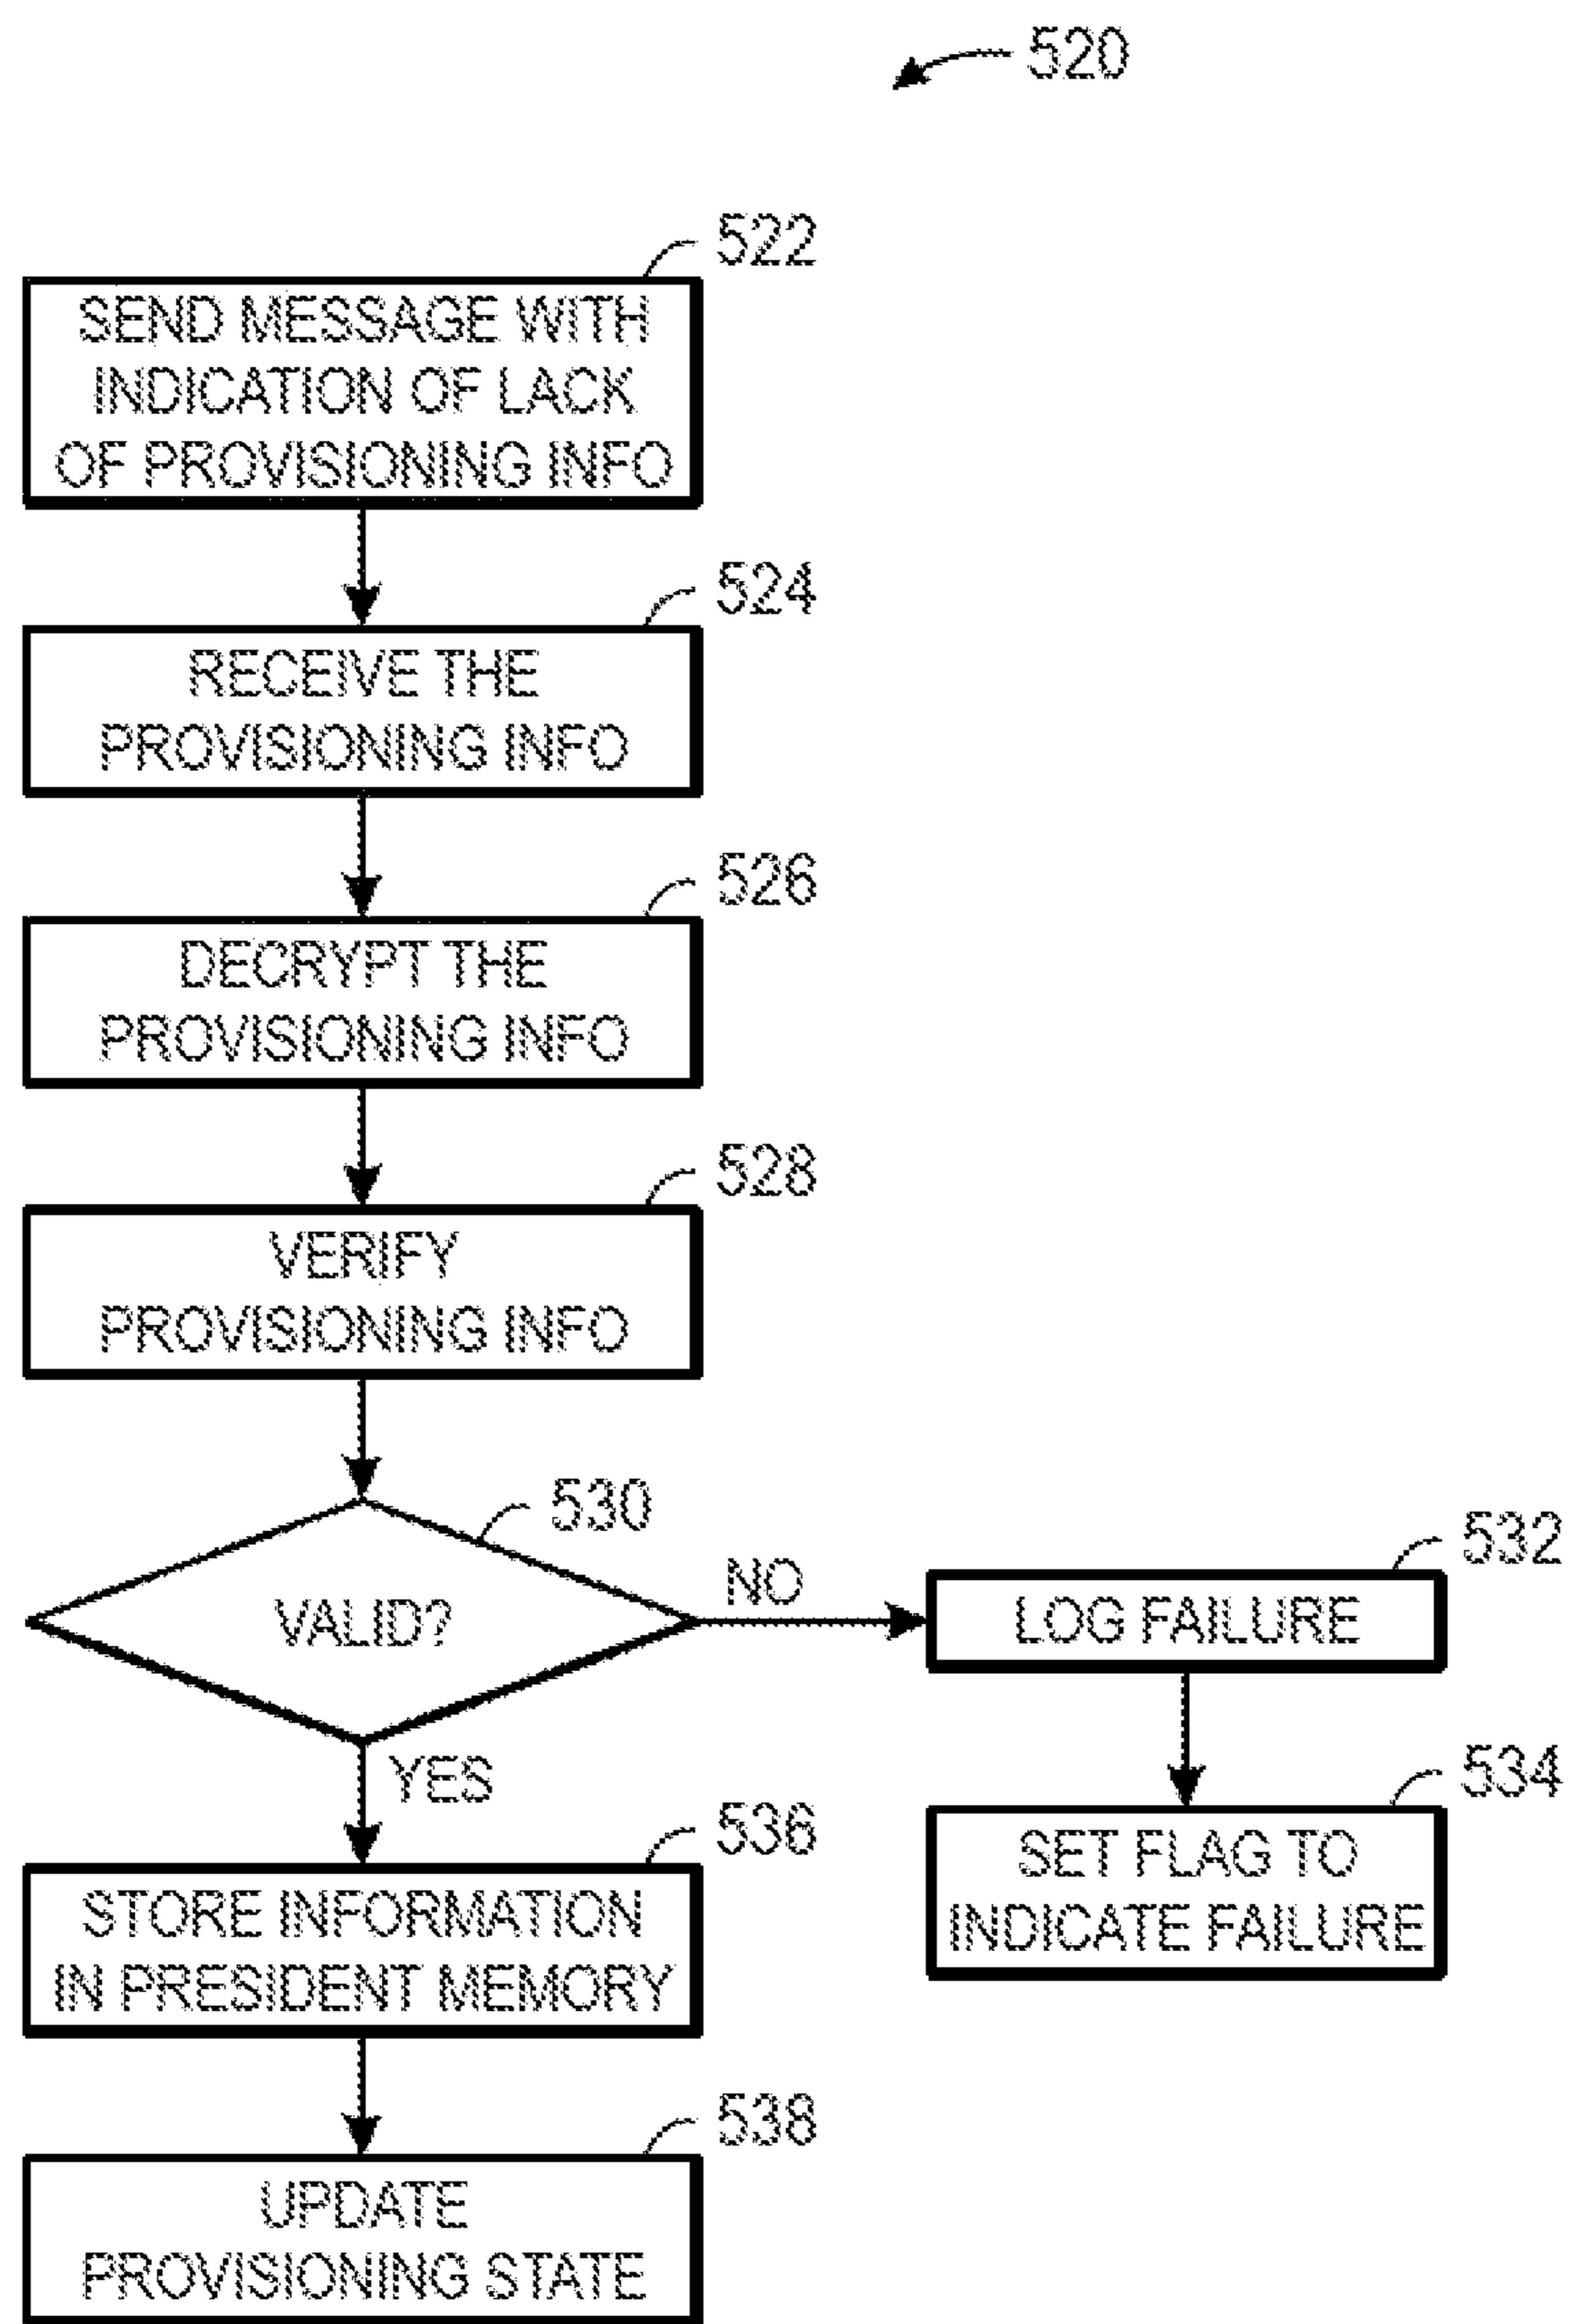 520
522
SEND MESSAGE WITH
INDICATION OF LACK
OF PROVISIONING INFO
524
RECEIVE THE
PROVISIONING INFO
526
DECRYPT THE
PROVISIONING INFO
528
VERIFY
PROVISIONING INFO
530
VALID?
NO
532
LOG FAILURE
534
SET FLAG TO
INDICATE FAILURE
YES
536
STORE INFORMATION
IN PRESIDENT MEMORY
538
UPDATE
PROVISIONING STATE